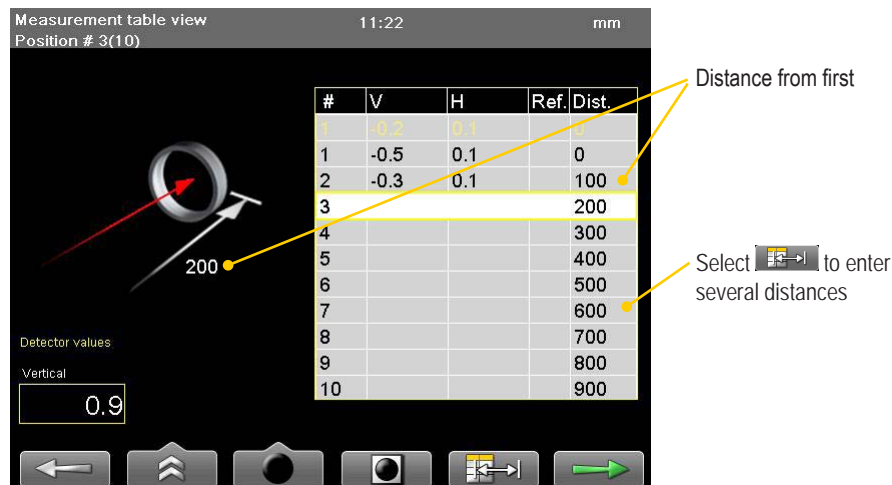 Measurement table view 11:22 mm
Position # 3(10)
Distance from first
# V H Ref. Dist.
1 -0.2 0.1 0
1 -0.5 0.1 0
2 -0.3 0.1 100
3 200
4 300
5 400
6 500
7 600
8 700
9 800
10 900
200
Select to enter
several distances
Detector values
Vertical
0.9